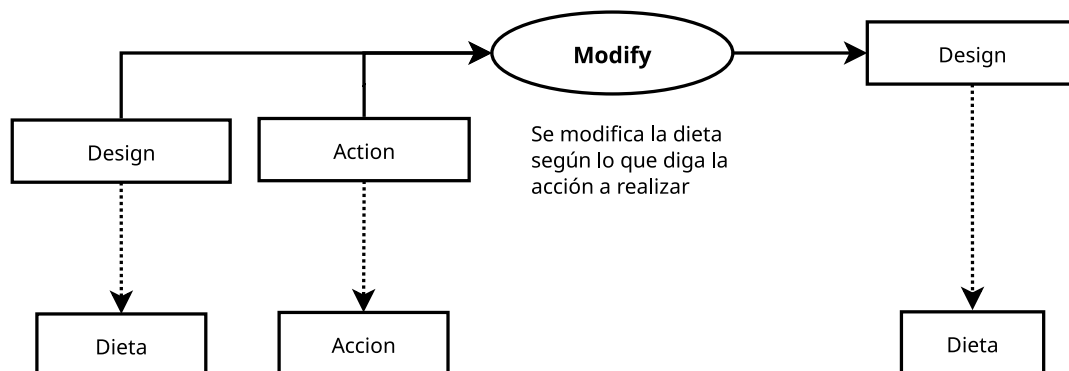 Modify
Design
Design
Action
Se modifica la dieta
según lo que diga la
acción a realizar
Dieta
Accion
Dieta